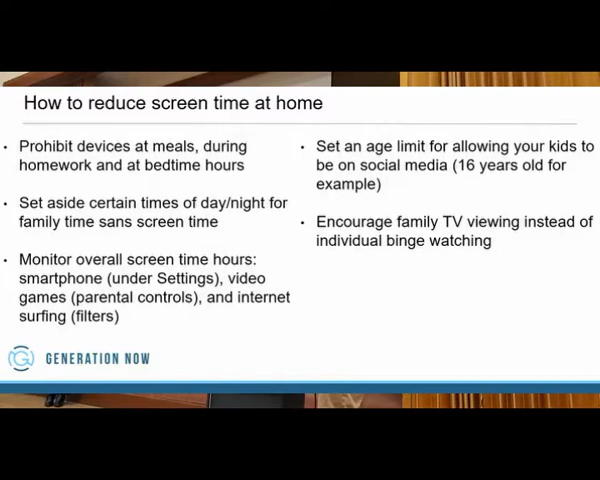 How to reduce screen time at home
• Prohibit devices at meals, during
homework and at bedtime hours
• Set aside certain times of day/night for
family time sans screen time
• Monitor overall screen time hours:
smartphone (under Settings), video
games (parental controls), and internet
surfing (filters)
• Set an age limit for allowing your kids to
be on social media (16 years old for
example)
• Encourage family TV viewing instead of
individual binge watching
GENERATION NOW